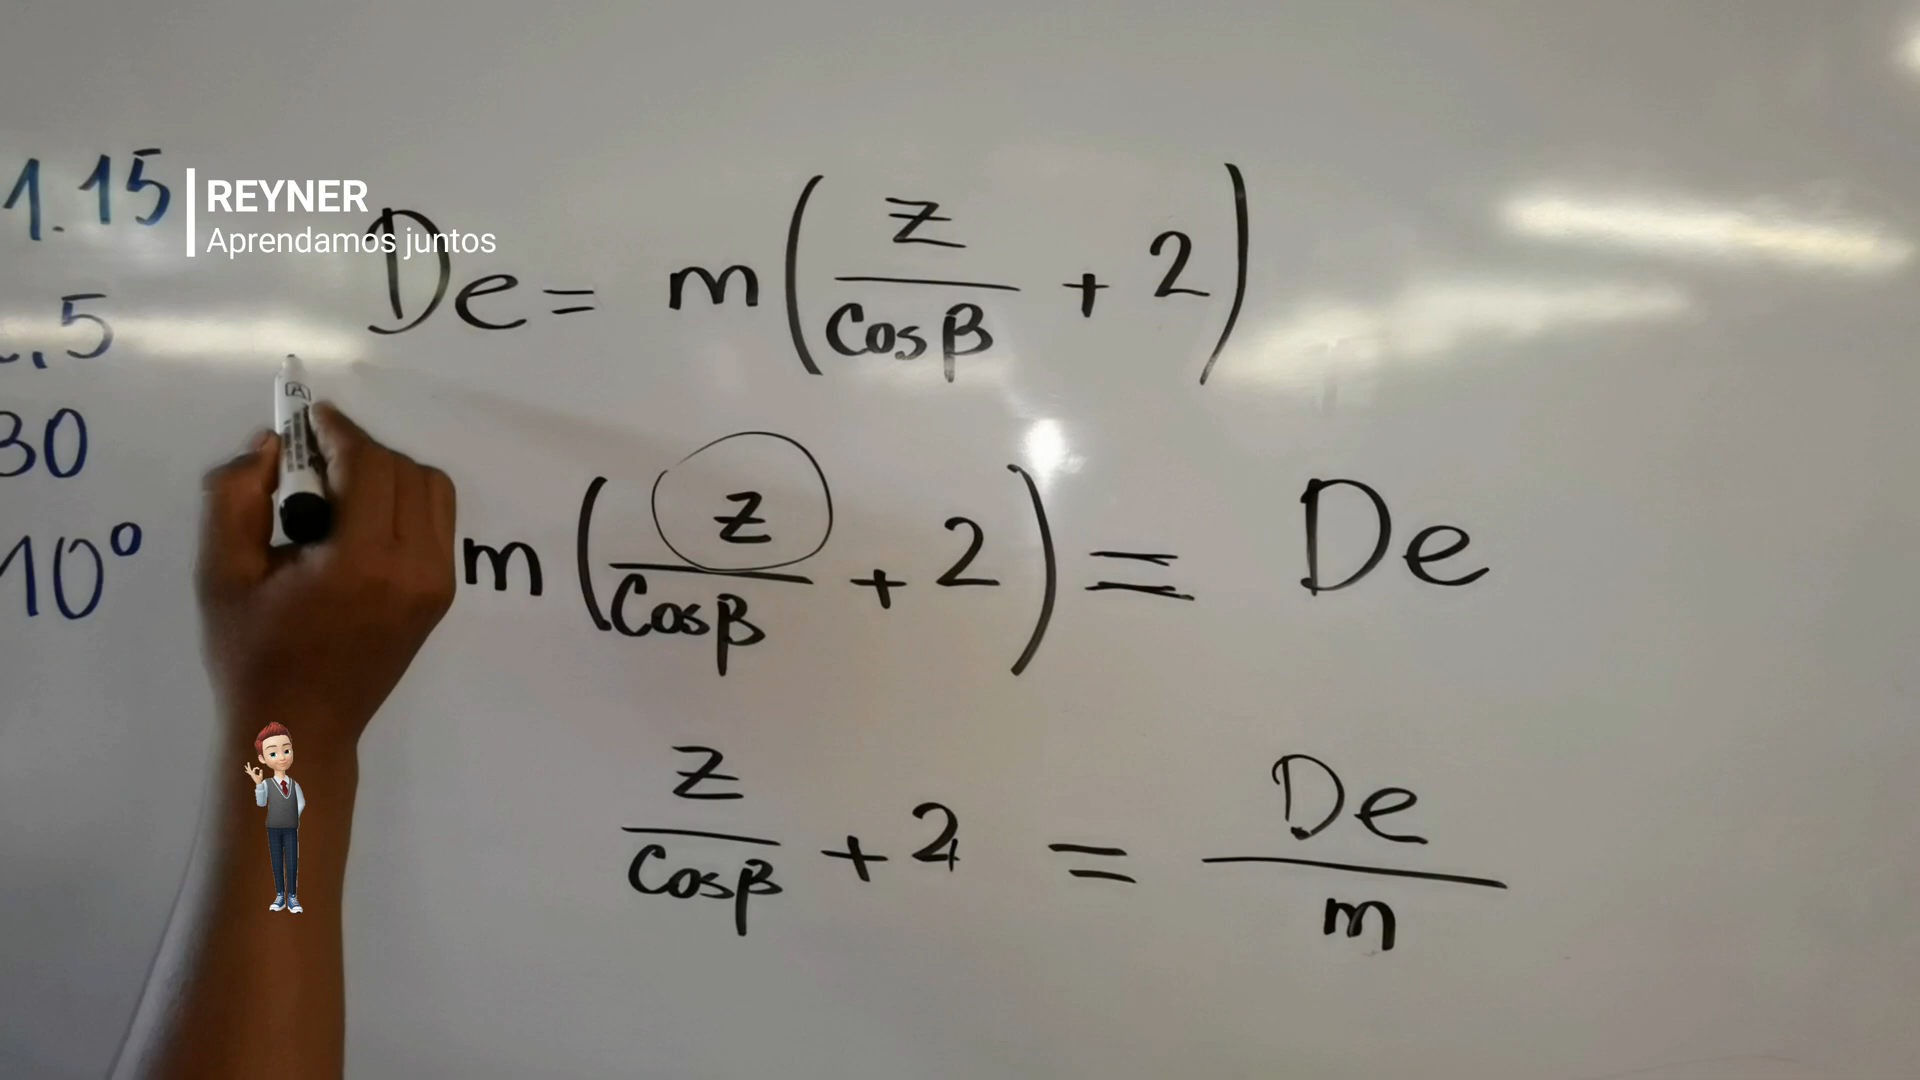 1.15
REYNER
Aprendamos juntos
De = m(z/Cosβ + 2)
.5
30
10°
m(z/Cosβ + 2) = De
z/Cosβ + 2 = De/m